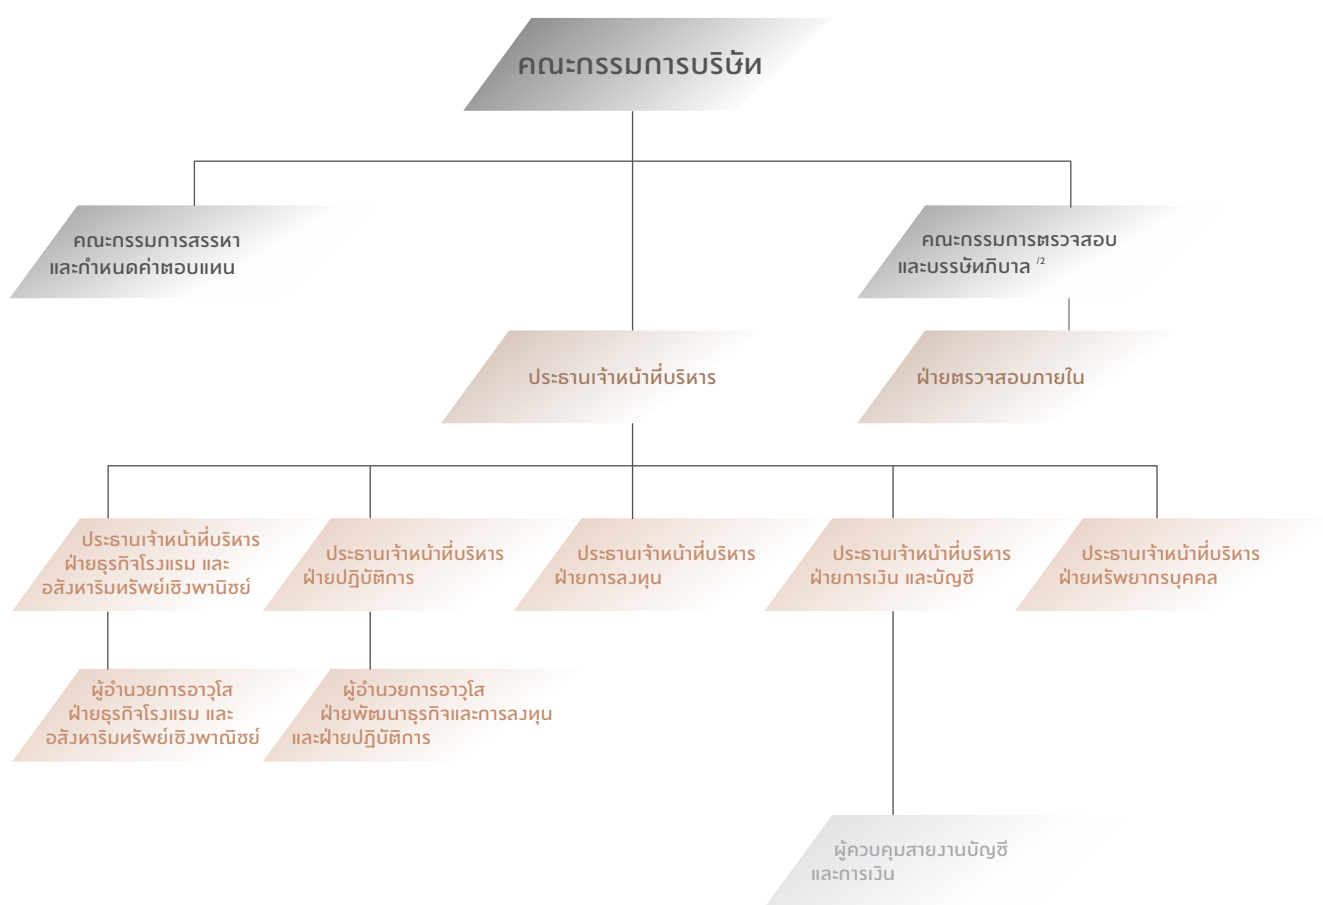 คณะกรรมการบริษัท
คณะกรรมการสรรหา
และกำหนดค่าตอบแทน
คณะกรรมการตรวจสอบ
และบรรษัทภิบาล /2
ประธานเจ้าหน้าที่บริหาร
ฝ่ายตรวจสอบภายใน
ประธานเจ้าหน้าที่บริหาร
ฝ่ายธุรกิจโรงแรม และ
อสังหาริมทรัพย์เชิงพานิชย์
ประธานเจ้าหน้าที่บริหาร
ฝ่ายปฏิบัติการ
ประธานเจ้าหน้าที่บริหาร
ฝ่ายการลงทุน
ประธานเจ้าหน้าที่บริหาร
ฝ่ายการเงิน และบัญชี
ประธานเจ้าหน้าที่บริหาร
ฝ่ายทรัพยากรบุคคล
ผู้อำนวยการอาวุโส
ฝ่ายธุรกิจโรงแรม และ
อสังหาริมทรัพย์เชิงพาณิชย์
ผู้อำนวยการอาวุโส
ฝ่ายพัฒนาธุรกิจและการลงทุน
และฝ่ายปฏิบัติการ
ผู้ควบคุมสายงานบัญชี
และการเงิน